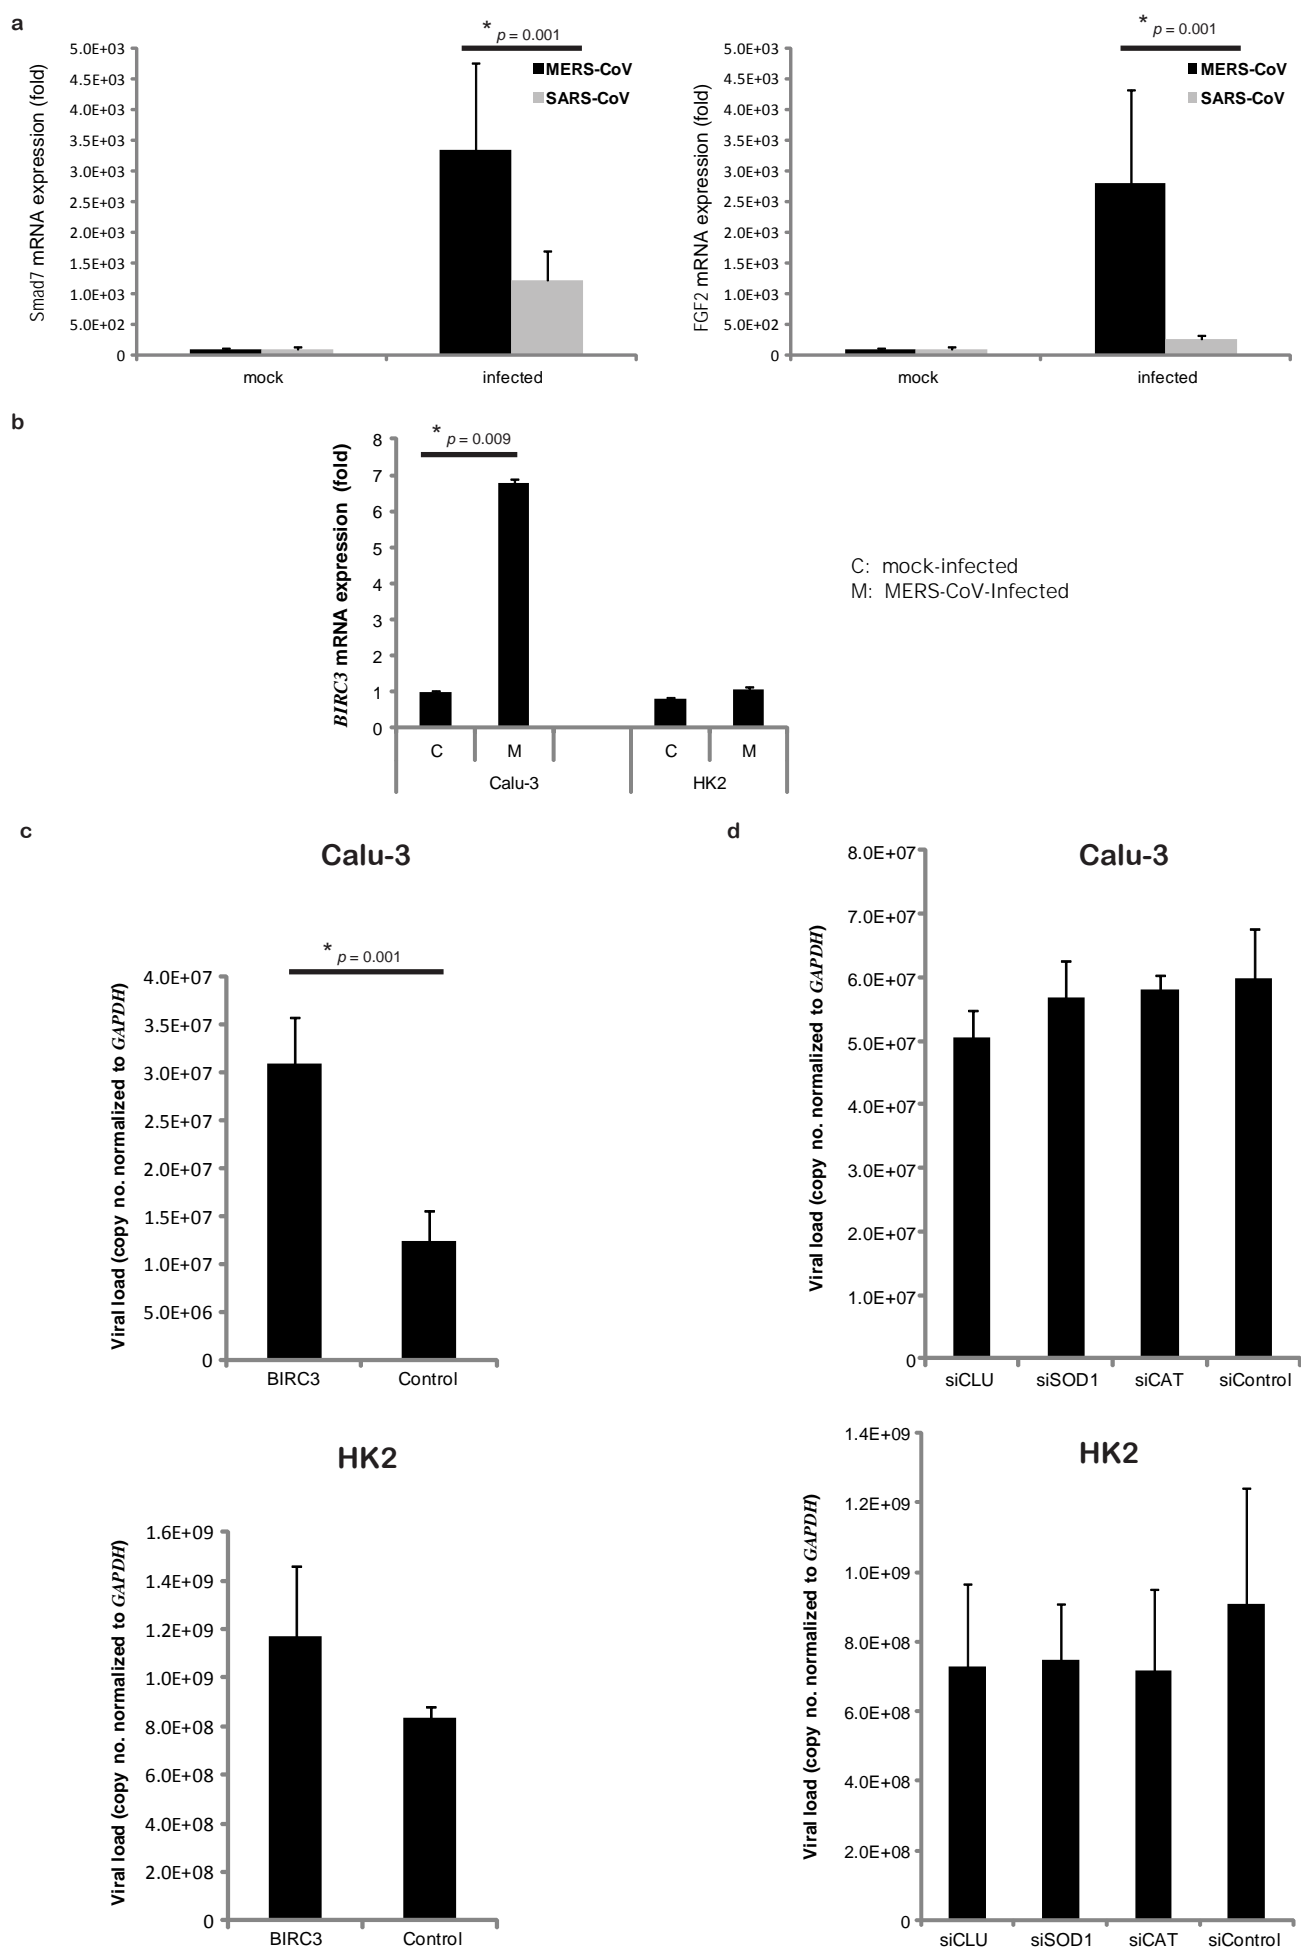 a
* p = 0.001
Smad7 mRNA expression (fold)
5.0E+03
4.5E+03
4.0E+03
3.5E+03
3.0E+03
2.5E+03
2.0E+03
1.5E+03
1.0E+03
5.0E+02
0
MERS-CoV
SARS-CoV
mock
infected
* p = 0.001
FGF2 mRNA expression (fold)
5.0E+03
4.5E+03
4.0E+03
3.5E+03
3.0E+03
2.5E+03
2.0E+03
1.5E+03
1.0E+03
5.0E+02
0
MERS-CoV
SARS-CoV
mock
infected
b
* p = 0.009
BIRC3 mRNA expression (fold)
8
7
6
5
4
3
2
1
0
C
M
C
M
Calu-3
HK2
C: mock-infected
M: MERS-CoV-Infected
c
Calu-3
* p = 0.001
Viral load (copy no. normalized to GAPDH)
4.0E+07
3.5E+07
3.0E+07
2.5E+07
2.0E+07
1.5E+07
1.0E+07
5.0E+06
0
BIRC3
Control
HK2
Viral load (copy no. normalized to GAPDH)
1.6E+09
1.4E+09
1.2E+09
1.0E+09
8.0E+08
6.0E+08
4.0E+08
2.0E+08
0
BIRC3
Control
d
Calu-3
Viral load (copy no. normalized to GAPDH)
8.0E+07
7.0E+07
6.0E+07
5.0E+07
4.0E+07
3.0E+07
2.0E+07
1.0E+07
0
siCLU
siSOD1
siCAT
siControl
HK2
Viral load (copy no. normalized to GAPDH)
1.4E+09
1.2E+09
1.0E+09
8.0E+08
6.0E+08
4.0E+08
2.0E+08
0
siCLU
siSOD1
siCAT
siControl